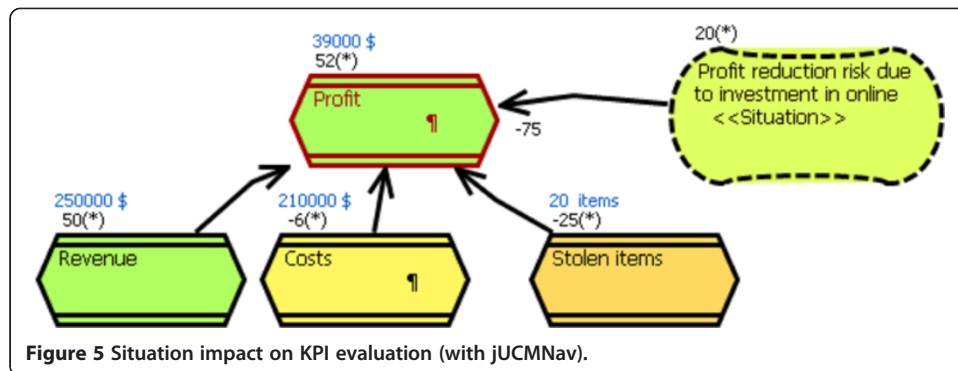 39000 $
52(*)
Profit
¶
20(*)
Profit reduction risk due
to investment in online
<<Situation>>
-75
250000 $
50(*)
Revenue
210000 $
-6(*)
Costs
¶
20 items
-25(*)
Stolen items
Figure 5 Situation impact on KPI evaluation (with jUCMNav).